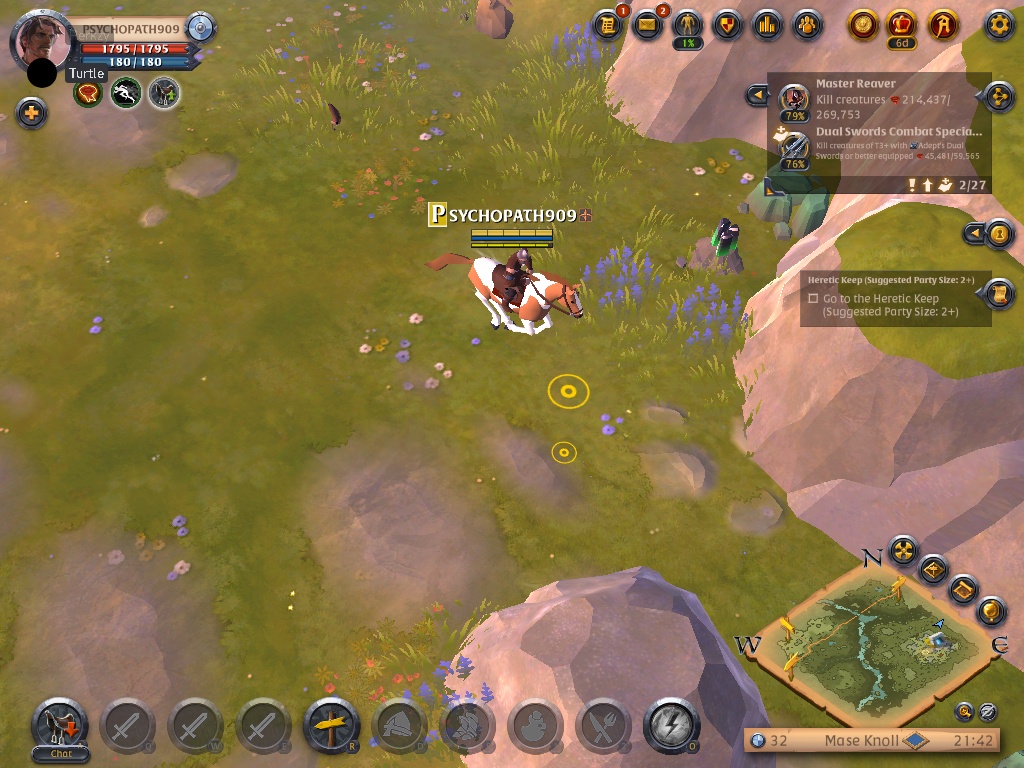 PSYCHOPATH909
1795 / 1795
180 / 180
Turtle
1
2
1%
6d
Master Reaver
Kill creatures 214,437/
269,753
79%
Dual Swords Combat Specia...
Kill creatures of T3+ with Adept's Dual
Swords or better equipped 45,481/59,565
76%
2/27
PSYCHOPATH909
Heretic Keep (Suggested Party Size: 2+)
Go to the Heretic Keep
(Suggested Party Size: 2+)
N
W
E
Chat
Q
W
E
R
O
32
Mase Knoll
21:42